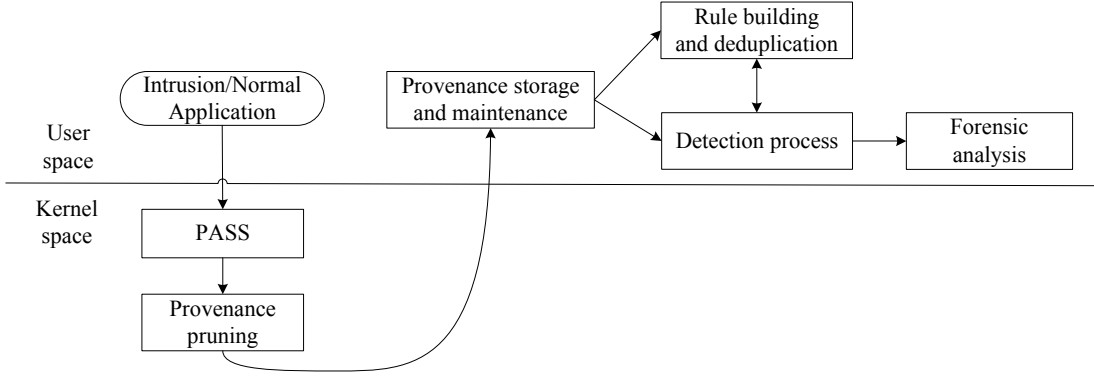 Rule building
and deduplication
Intrusion/Normal
Application
Provenance storage
and maintenance
User
space
Detection process
Forensic
analysis
Kernel
space
PASS
Provenance
pruning